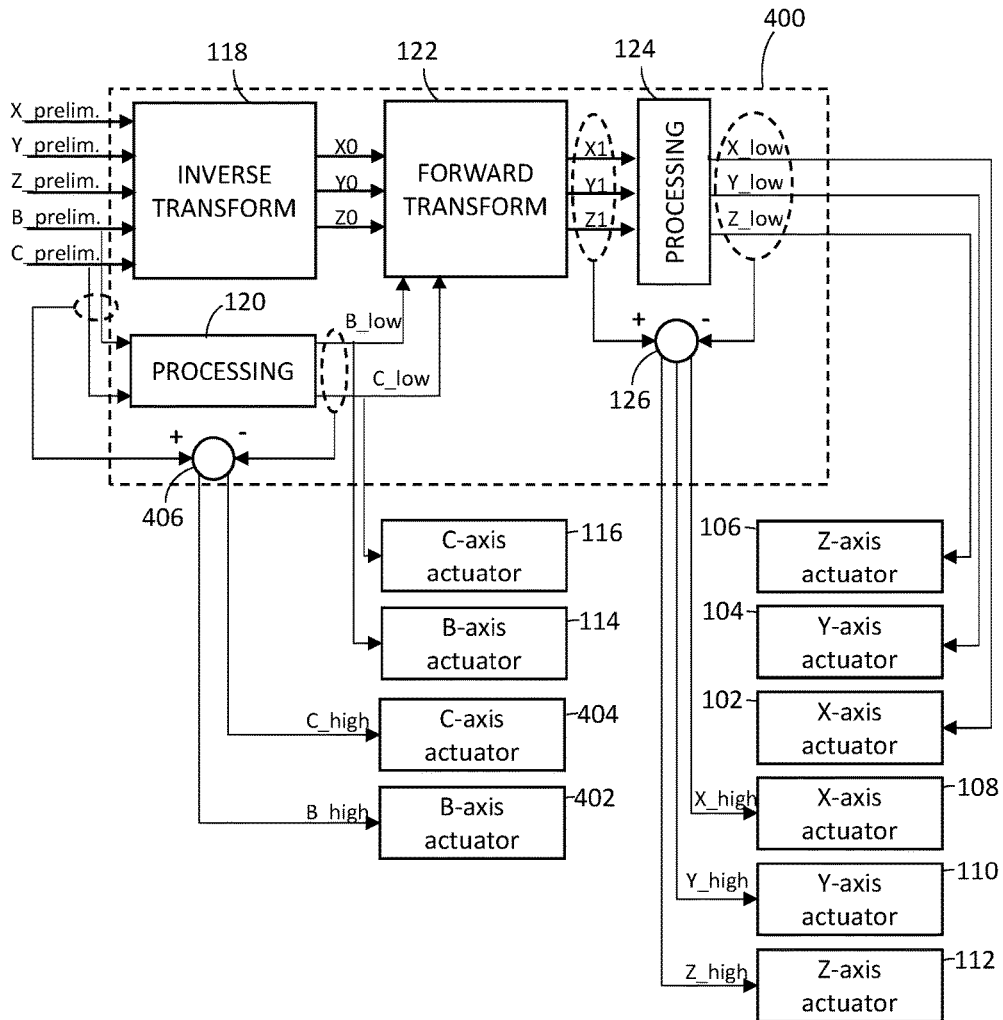 400
118
122
124
X_prelim.
Y_prelim.
Z_prelim.
B_prelim.
C_prelim.
INVERSE
TRANSFORM
X0
Y0
Z0
FORWARD
TRANSFORM
X1
Y1
Z1
PROCESSING
X_low
Y_low
Z_low
120
PROCESSING
B_low
C_low
+
-
126
+
-
406
C-axis
actuator
116
B-axis
actuator
114
C_high
C-axis
actuator
404
B_high
B-axis
actuator
402
106
Z-axis
actuator
104
Y-axis
actuator
102
X-axis
actuator
X_high
X-axis
actuator
108
Y_high
Y-axis
actuator
110
Z_high
Z-axis
actuator
112